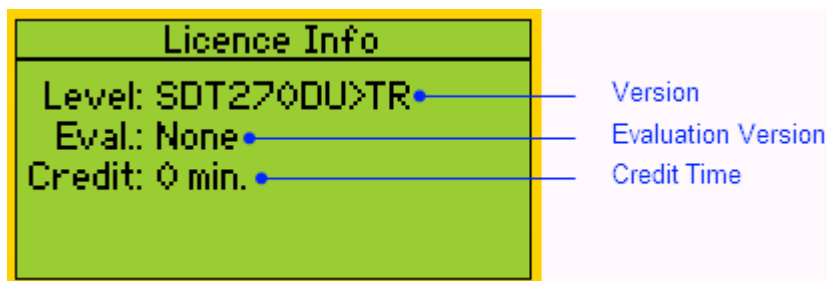 Licence Info
Level: SDT270DU>TR
Version
Eval.: None
Evaluation Version
Credit: 0 min.
Credit Time